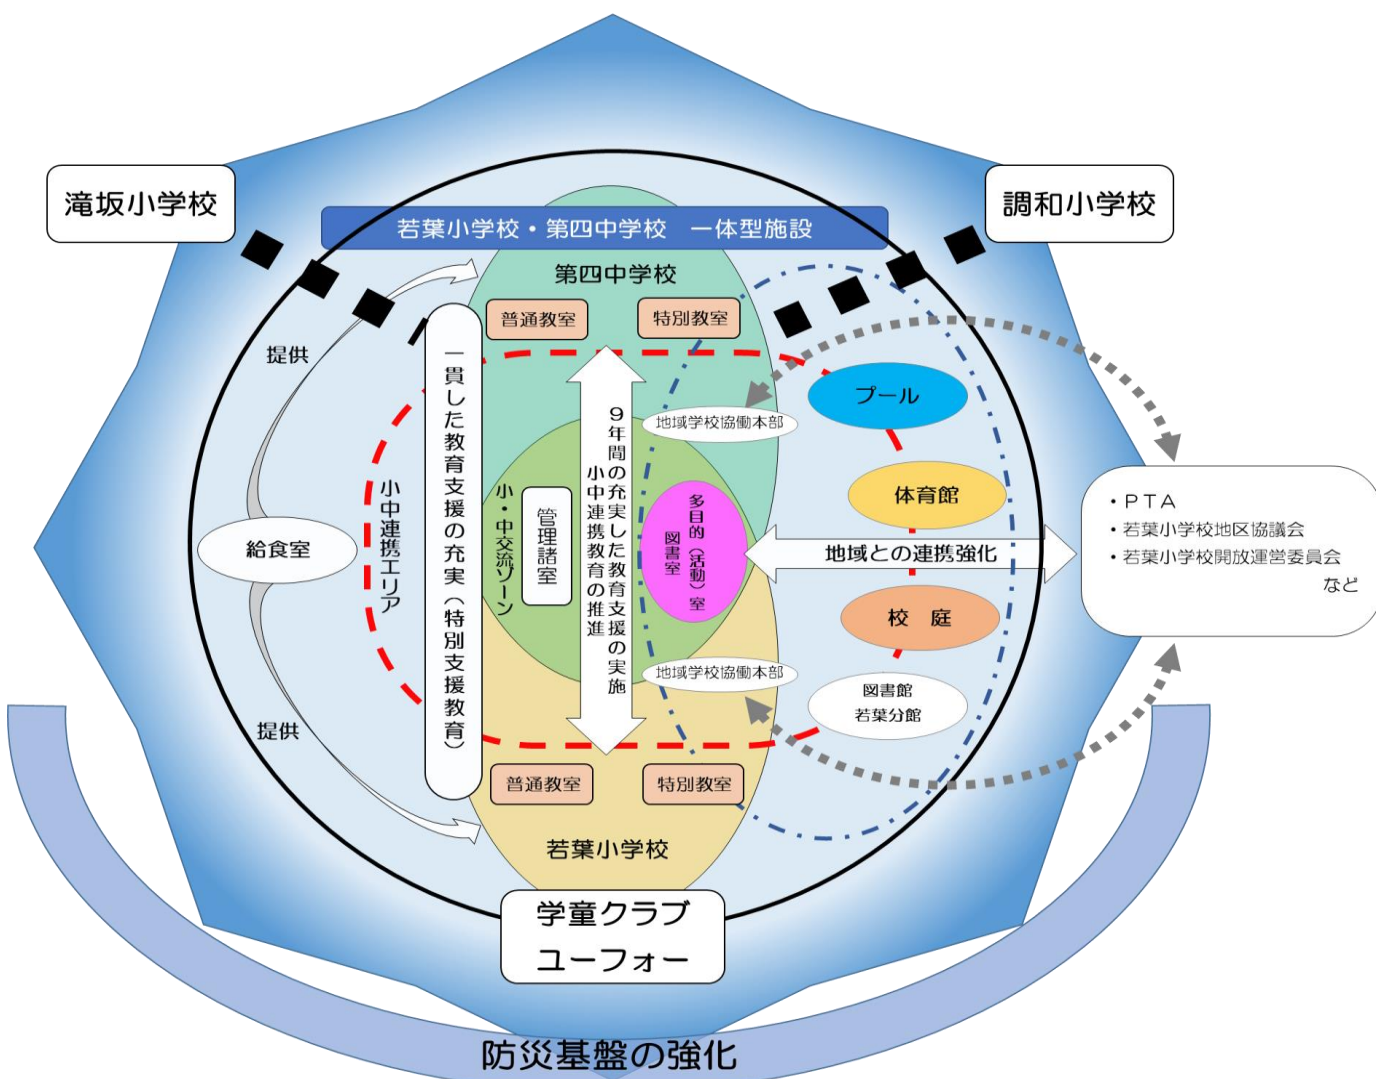 滝坂小学校
調和小学校
若葉小学校・第四中学校　一体型施設
第四中学校
普通教室
特別教室
提供
一貫した教育支援の充実（特別支援教育）
プール
地域学校協働本部
9年間の充実した教育支援の実施
小中連携教育の推進
小中連携エリア
小・中交流ゾーン
管理諸室
多目的（活動）室
図書室
体育館
給食室
地域との連携強化
・PTA
・若葉小学校地区協議会
・若葉小学校開放運営委員会
など
校　庭
地域学校協働本部
図書館
若葉分館
提供
普通教室
特別教室
若葉小学校
学童クラブ
ユーフォー
防災基盤の強化